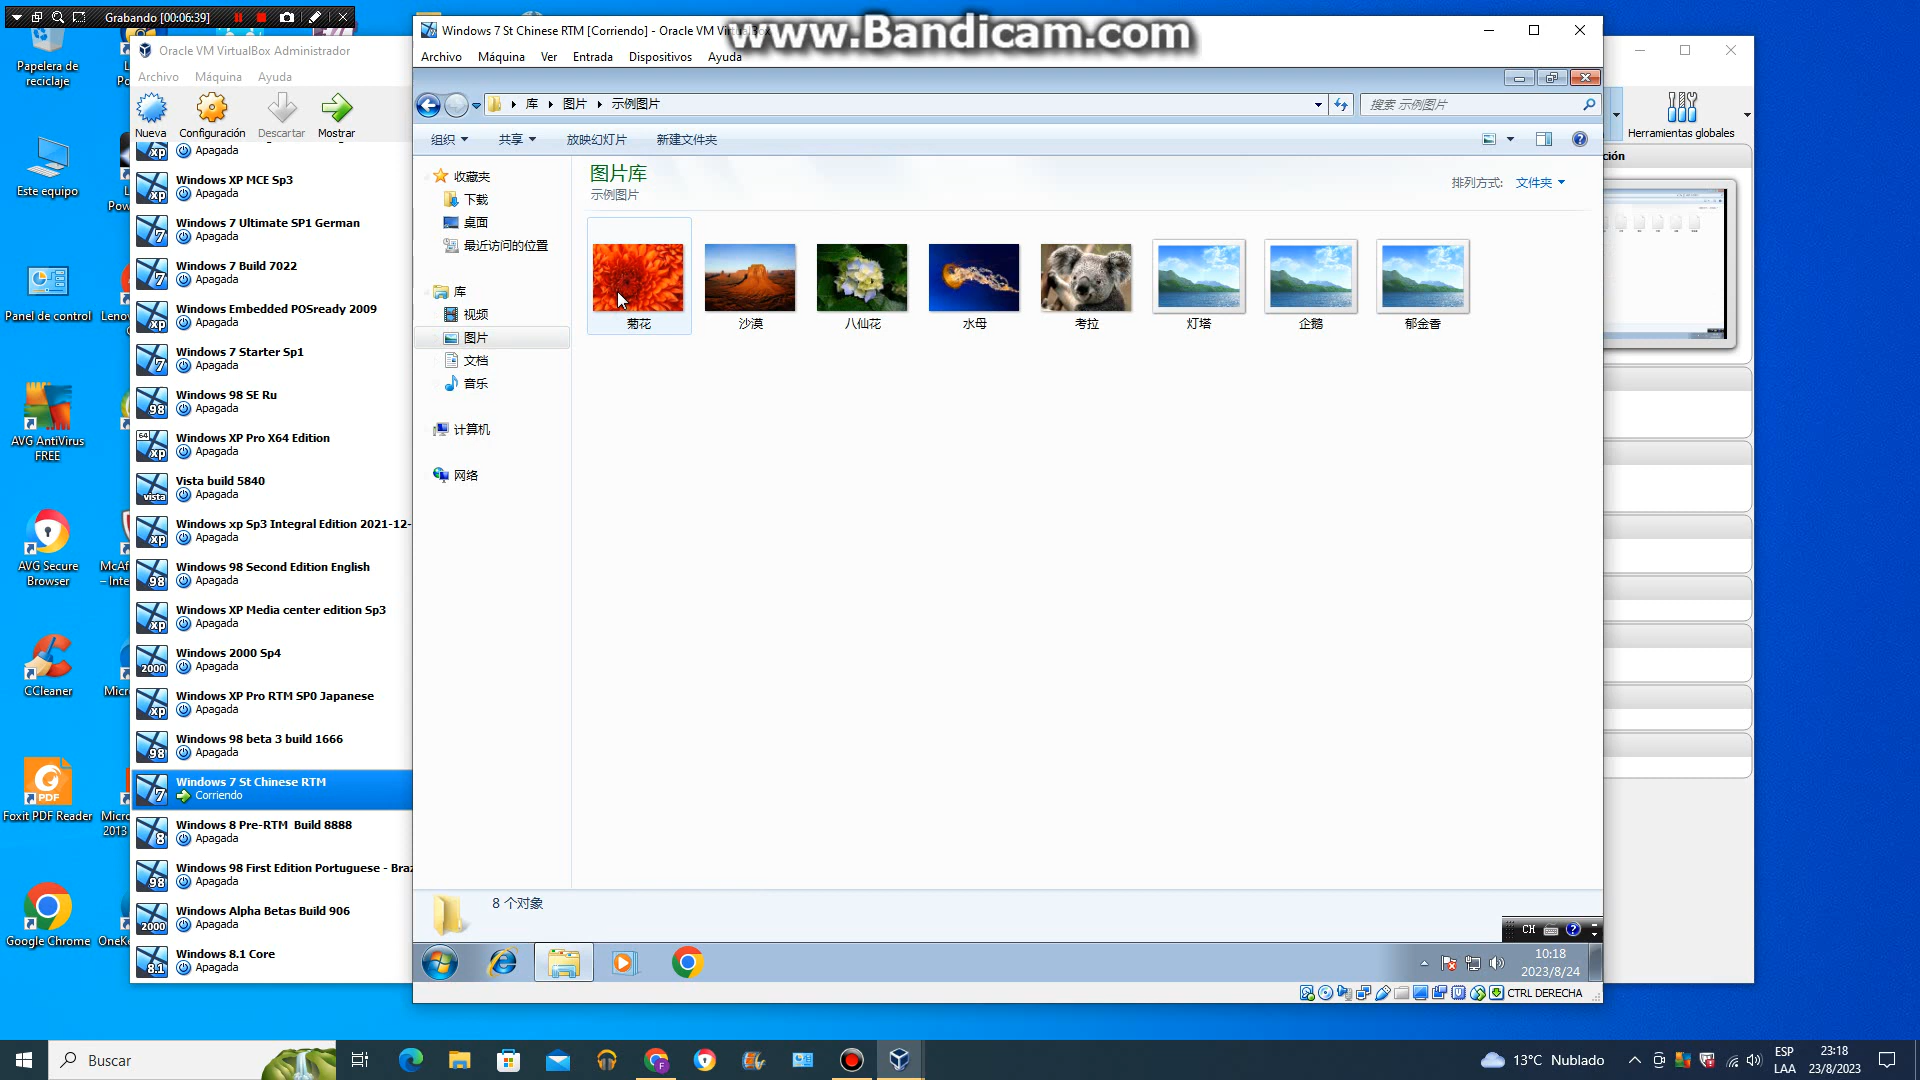 Grabando [00:06:39]
www.Bandicam.com
Papelera de
reciclaje
Este equipo
Panel de control
AVG AntiVirus
FREE
AVG Secure
Browser
CCleaner
Foxit PDF Reader
Google Chrome
Oracle VM VirtualBox Administrador
Archivo Máquina Ayuda
Nueva Configuración Descartar Mostrar
Apagada
Windows XP MCE Sp3
Apagada
Windows 7 Ultimate SP1 German
Apagada
Windows 7 Build 7022
Apagada
Windows Embedded POSready 2009
Apagada
Windows 7 Starter Sp1
Apagada
Windows 98 SE Ru
Apagada
Windows XP Pro X64 Edition
Apagada
Vista build 5840
Apagada
Windows xp Sp3 Integral Edition 2021-12-
Apagada
Windows 98 Second Edition English
Apagada
Windows XP Media center edition Sp3
Apagada
Windows 2000 Sp4
Apagada
Windows XP Pro RTM SP0 Japanese
Apagada
Windows 98 beta 3 build 1666
Apagada
Windows 7 St Chinese RTM
Corriendo
Windows 8 Pre-RTM Build 8888
Apagada
Windows 98 First Edition Portuguese - Braz
Apagada
Windows Alpha Betas Build 906
Apagada
Windows 8.1 Core
Apagada
Windows 7 St Chinese RTM [Corriendo] - Oracle VM
Archivo Máquina Ver Entrada Dispositivos Ayuda
库 图片 示例图片
搜索 示例图片
组织 共享 放映幻灯片 新建文件夹
收藏夹
下载
桌面
最近访问的位置
库
视频
图片
文档
音乐
计算机
网络
图片库
示例图片
排列方式: 文件夹
菊花 沙漠 八仙花 水母 考拉 灯塔 企鹅 郁金香
8 个对象
CH
10:18
2023/8/24
CTRL DERECHA
Herramientas globales
ción
Buscar
13°C Nublado
ESP
LAA
23:18
23/8/2023